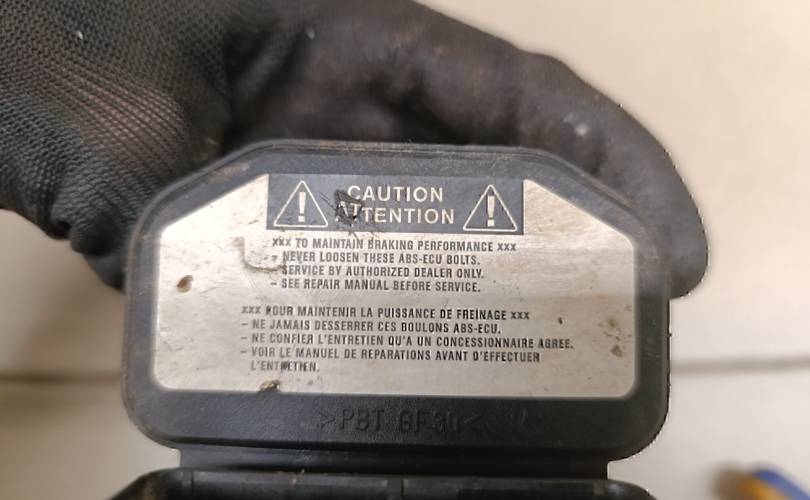 CAUTION
ATTENTION
xxx TO MAINTAIN BRAKING PERFORMANCE xxx
- NEVER LOOSEN THESE ABS-ECU BOLTS.
- SERVICE BY AUTHORIZED DEALER ONLY.
- SEE REPAIR MANUAL BEFORE SERVICE.
xxx POUR MAINTENIR LA PUISSANCE DE FREINAGE xxx
- NE JAMAIS DESSERRER CES BOULONS ABS-ECU.
- NE CONFIER L'ENTRETIEN QU'A UN CONCESSIONNAIRE AGREE.
- VOIR LE MANUEL DE REPARATIONS AVANT D'EFFECTUER
L'ENTRETIEN.
>PBT GF30<